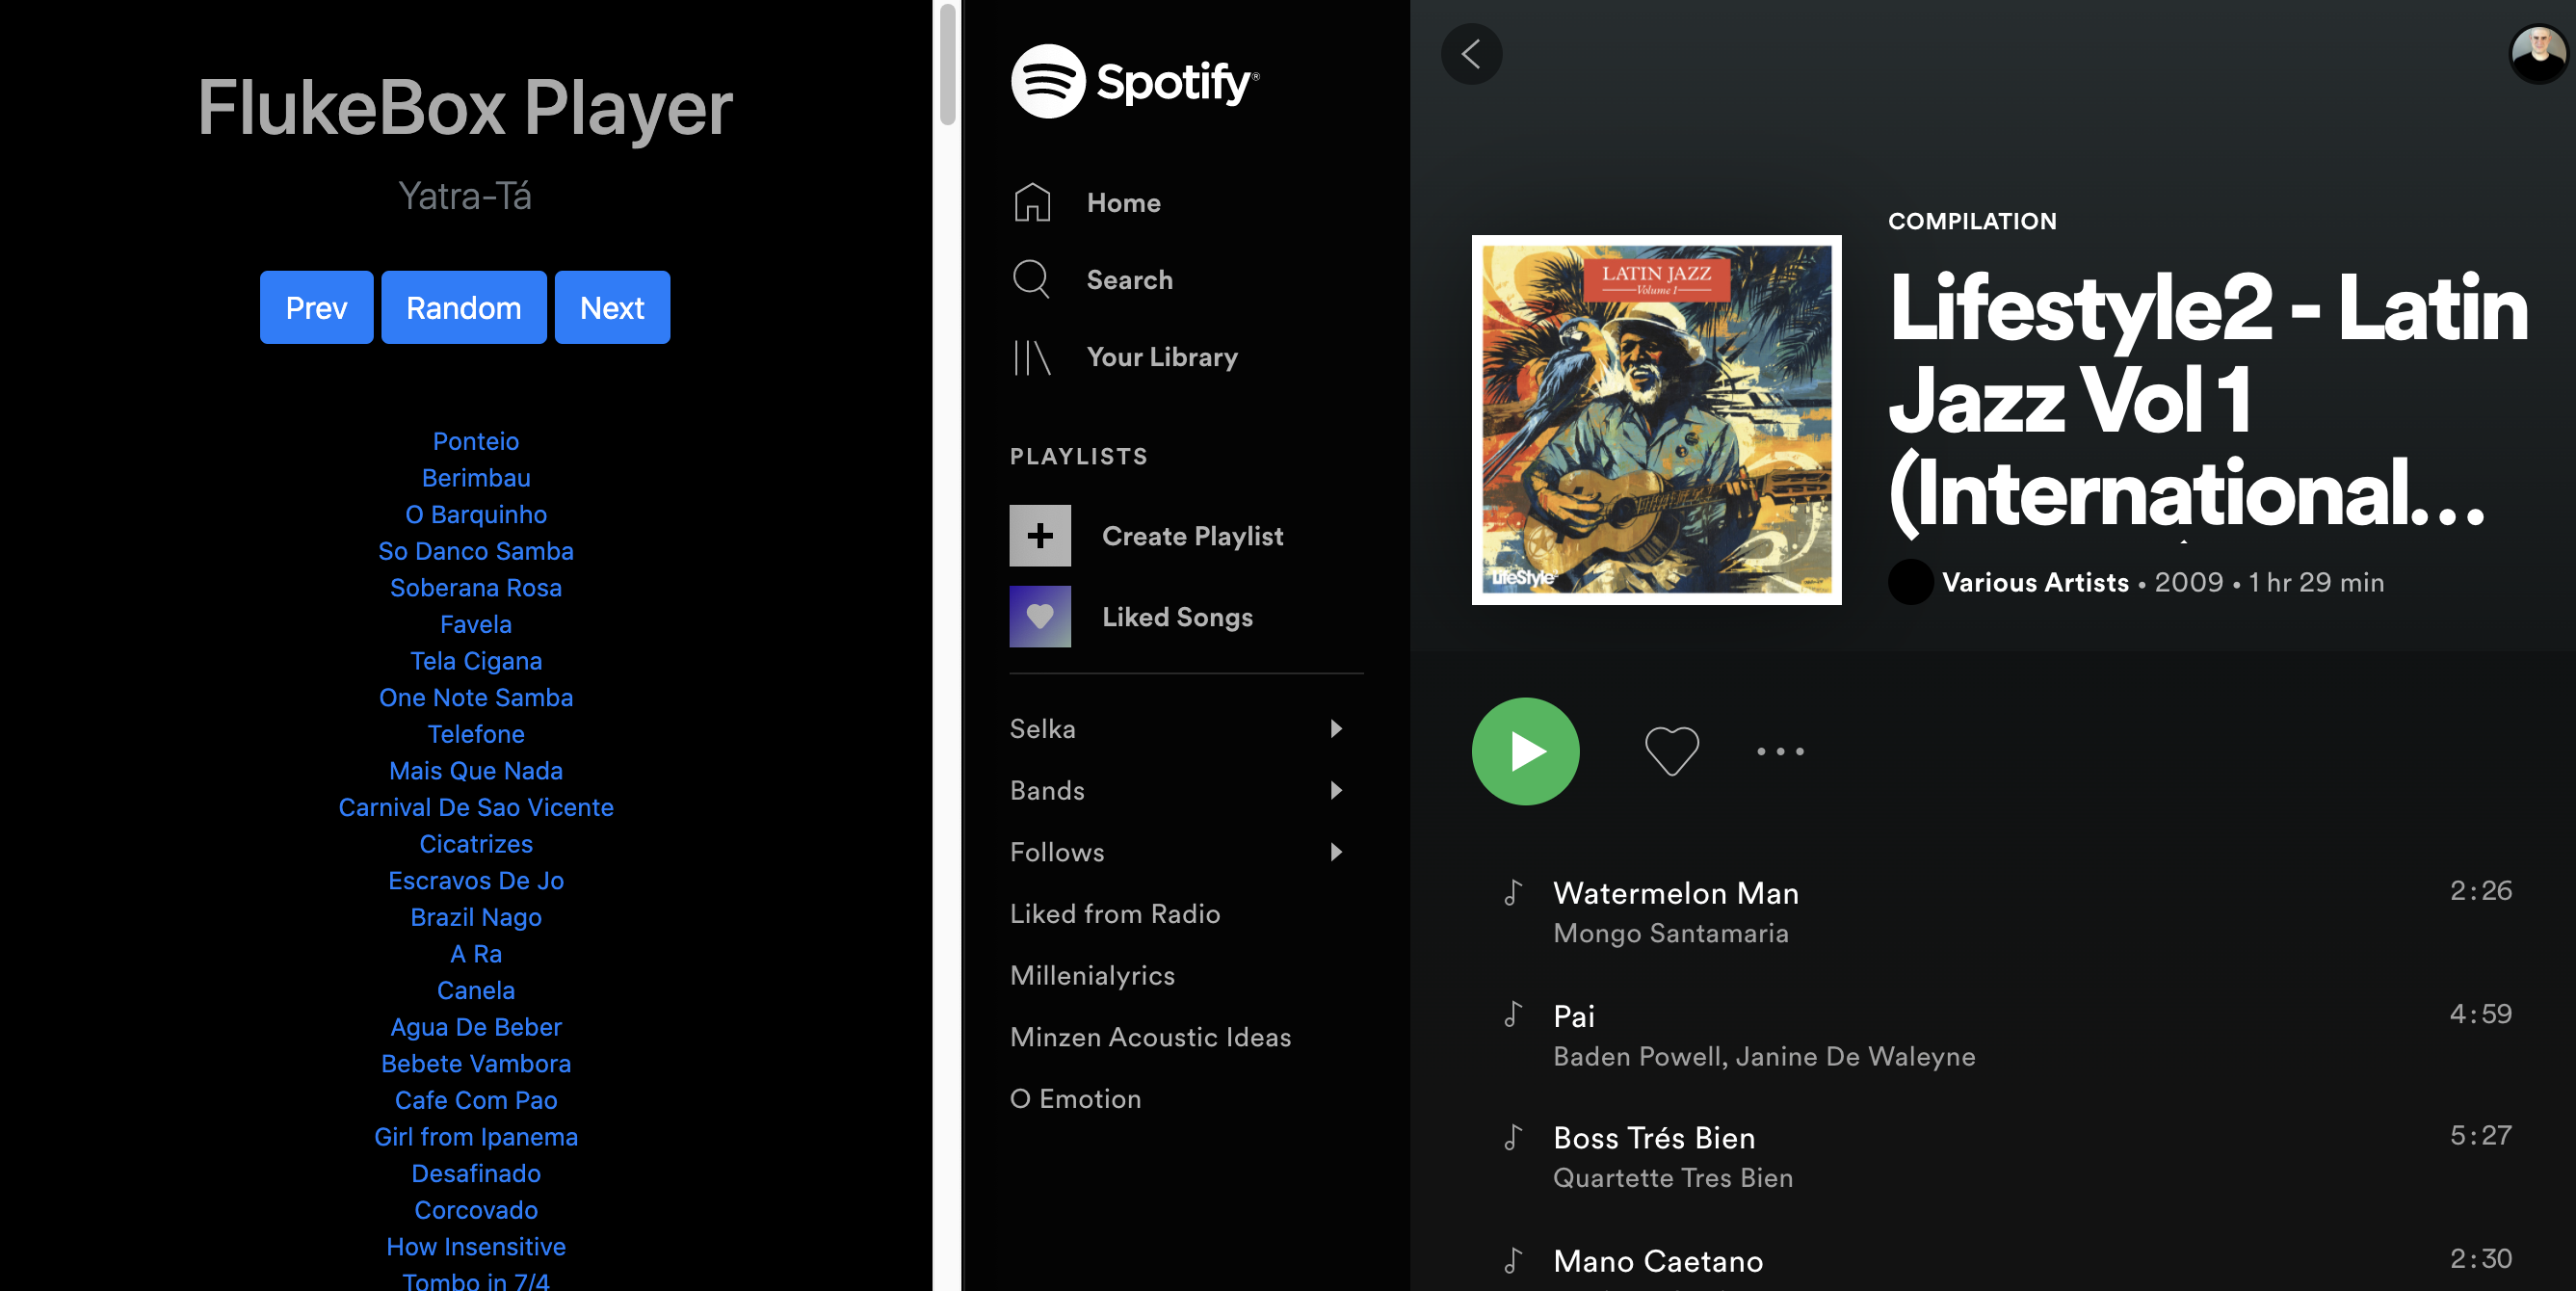 FlukeBox Player
Yatra-Tá
Prev Random Next
Ponteio
Berimbau
O Barquinho
So Danco Samba
Soberana Rosa
Favela
Tela Cigana
One Note Samba
Telefone
Mais Que Nada
Carnival De Sao Vicente
Cicatrizes
Escravos De Jo
Brazil Nago
A Ra
Canela
Agua De Beber
Bebete Vambora
Cafe Com Pao
Girl from Ipanema
Desafinado
Corcovado
How Insensitive
Tombo in 7/4
Spotify®
Home
Search
Your Library
PLAYLISTS
Create Playlist
Liked Songs
Selka
Bands
Follows
Liked from Radio
Millenialyrics
Minzen Acoustic Ideas
O Emotion
LATIN JAZZ
Volume 1
LifeStyle2
COMPILATION
Lifestyle2 - Latin
Jazz Vol 1
(International...
Various Artists • 2009 • 1 hr 29 min
Watermelon Man 2:26
Mongo Santamaria
Pai 4:59
Baden Powell, Janine De Waleyne
Boss Trés Bien 5:27
Quartette Tres Bien
Mano Caetano 2:30